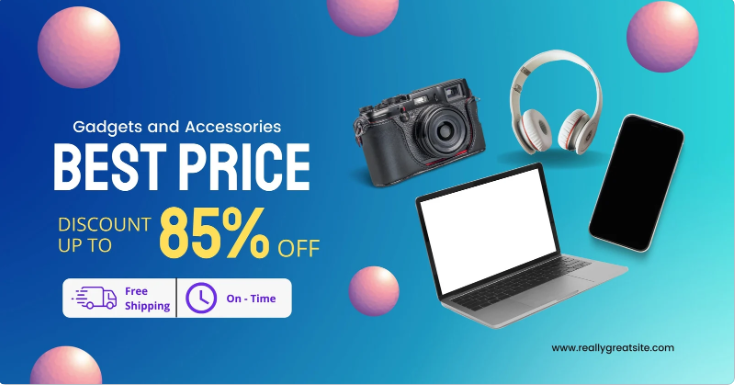 Gadgets and Accessories
BEST PRICE
DISCOUNT
UP TO
85% OFF
Free
Shipping
On - Time
www.reallygreatsite.com